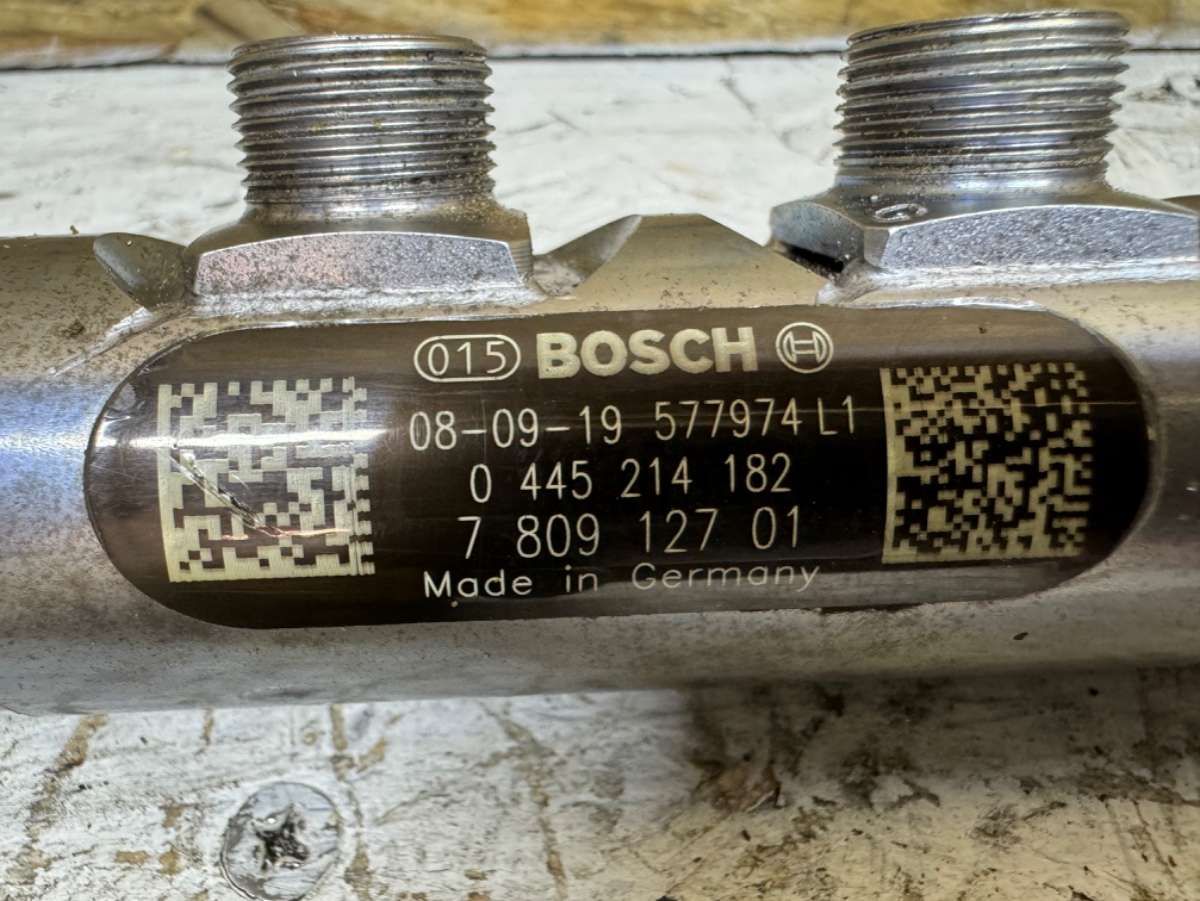 015 BOSCH
08-09-19 577974 L1
0 445 214 182
7 809 127 01
Made in Germany